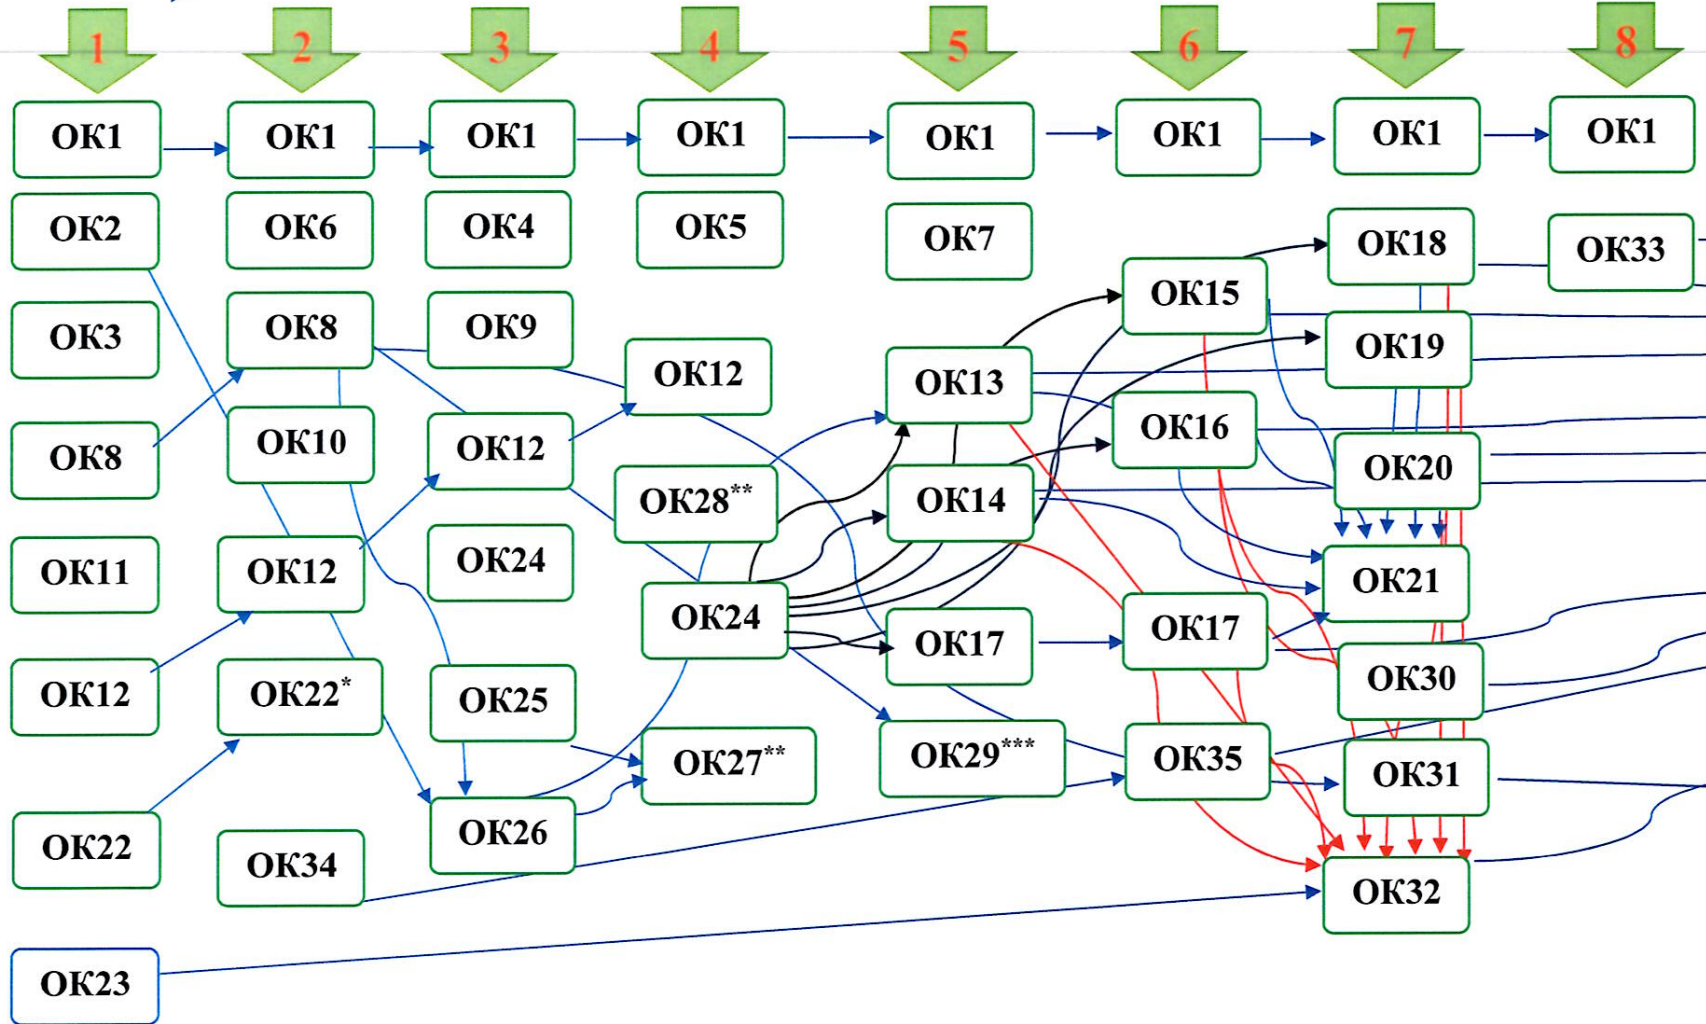 1 2 3 4 5 6 7 8
ОК1 ОК1 ОК1 ОК1 ОК1 ОК1 ОК1 ОК1
ОК2 ОК6 ОК4 ОК5 ОК7 ОК18 ОК33
ОК15
ОК3 ОК8 ОК9 ОК19
ОК12 ОК13
ОК8 ОК10 ОК12 ОК16 ОК20
ОК28** ОК14
ОК11 ОК12 ОК24 ОК21
ОК24 ОК17 ОК17
ОК12 ОК22* ОК25 ОК30
ОК27** ОК29*** ОК35 ОК31
ОК22 ОК34 ОК26
ОК32
ОК23